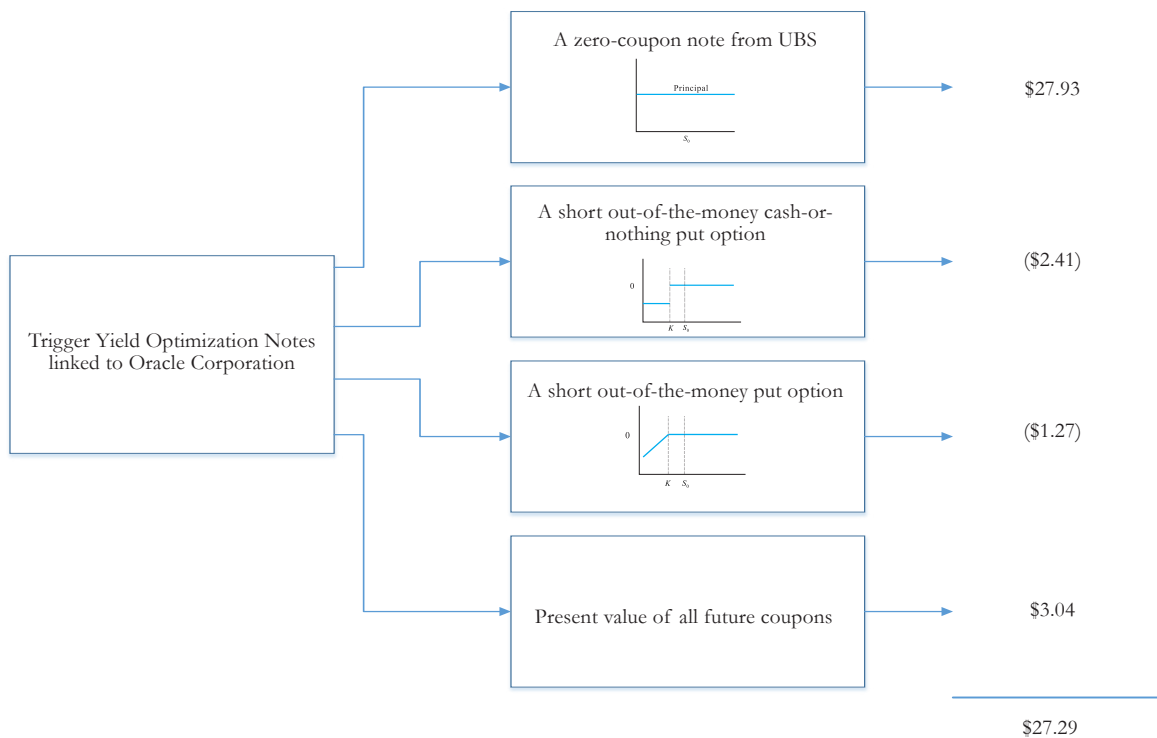 A zero-coupon note from UBS
Principal
S₀
$27.93
A short out-of-the-money cash-or-
nothing put option
0
K
S₀
($2.41)
Trigger Yield Optimization Notes
linked to Oracle Corporation
A short out-of-the-money put option
0
K
S₀
($1.27)
Present value of all future coupons
$3.04
$27.29